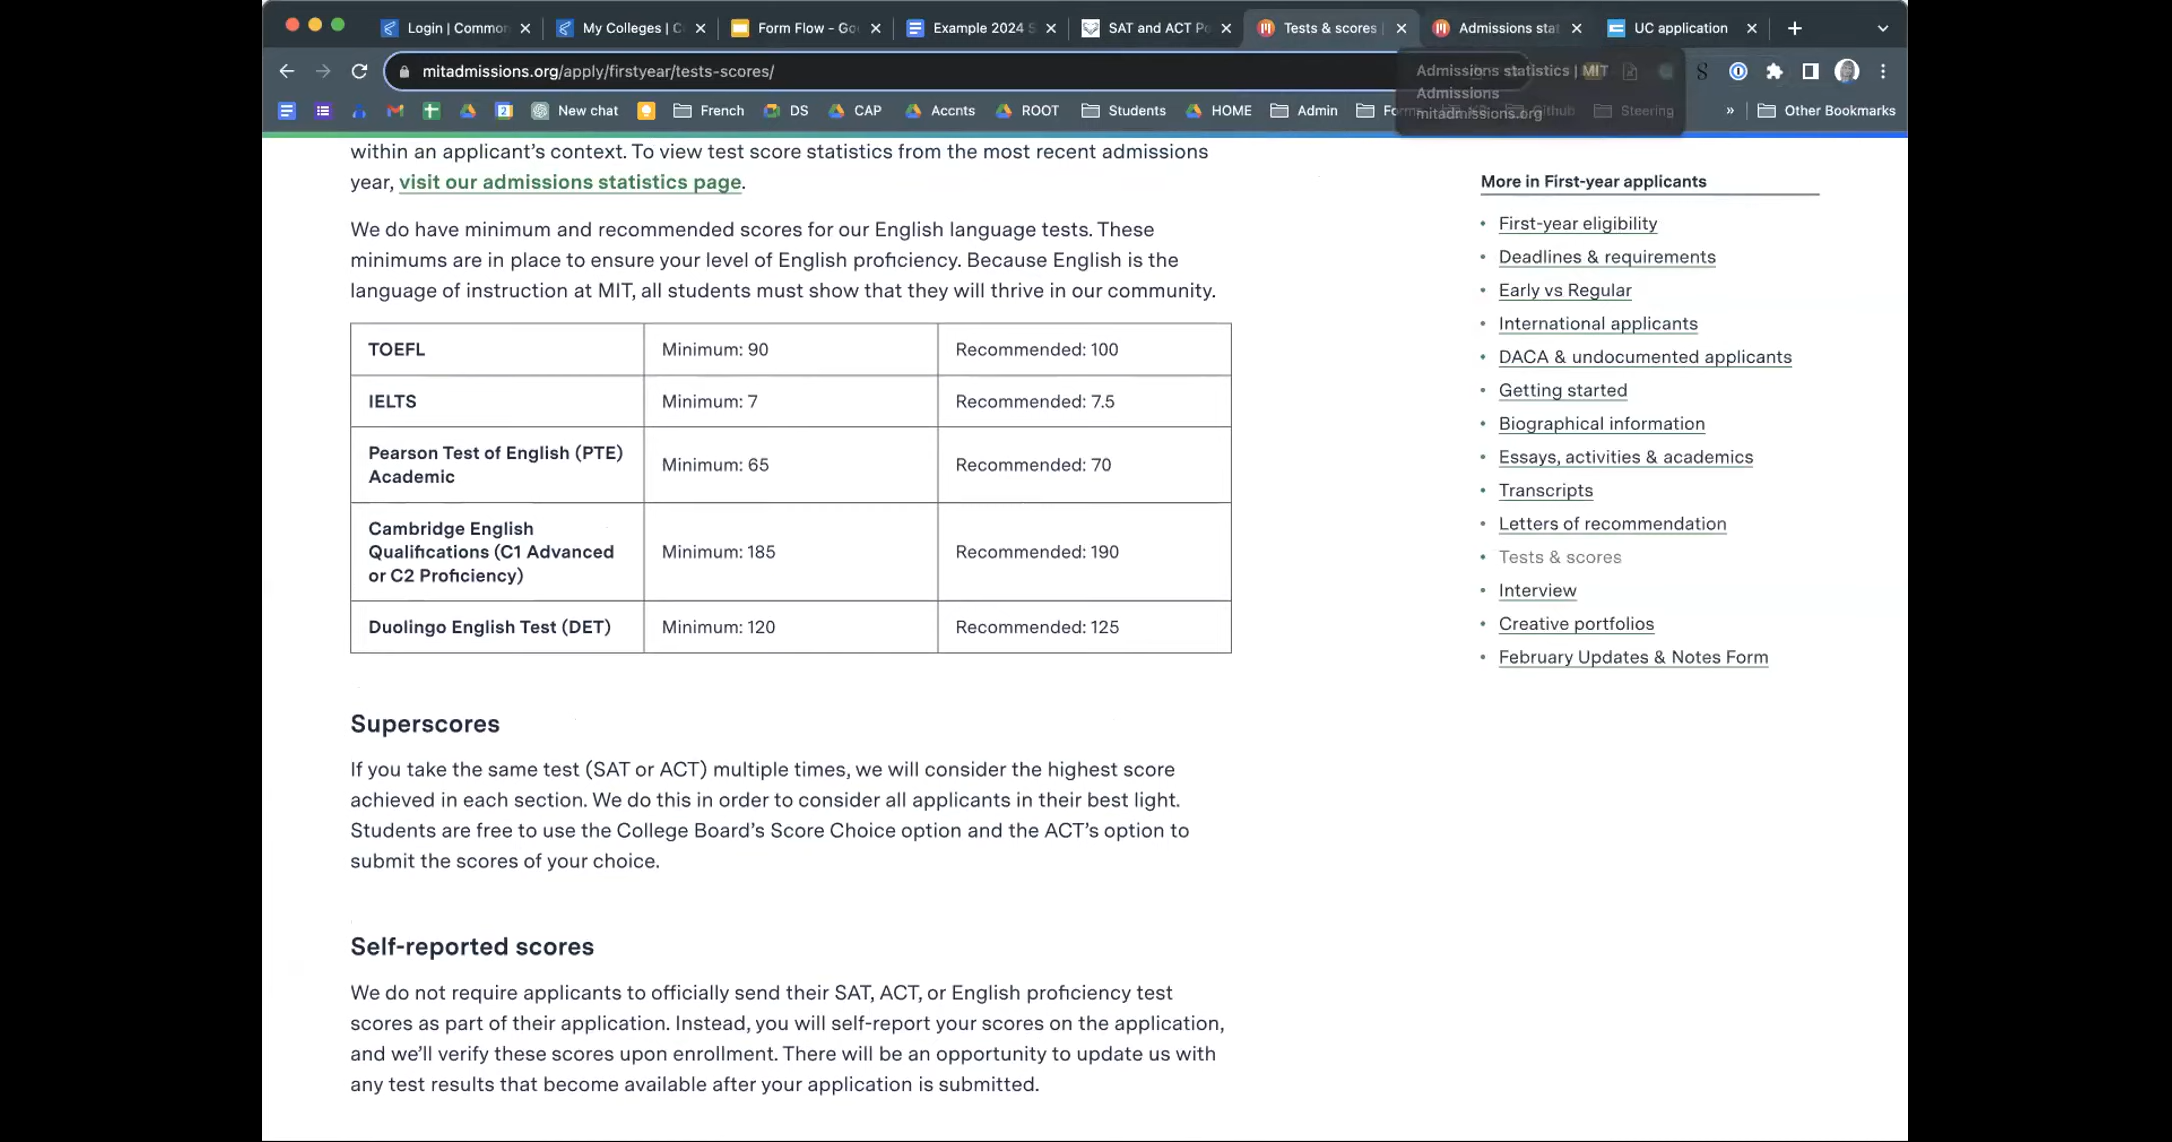 Login | Common
My Colleges | C
Form Flow - Go
Example 2024 S
SAT and ACT Po
Tests & scores |
Admissions stat
UC application
mitadmissions.org/apply/firstyear/tests-scores/
Admissions statistics | MIT
Admissions
mitadmissions.org
New chat
French
DS
CAP
Accnts
ROOT
Students
HOME
Admin
Github
Steering
»
Other Bookmarks
within an applicant’s context. To view test score statistics from the most recent admissions
year, visit our admissions statistics page.
We do have minimum and recommended scores for our English language tests. These
minimums are in place to ensure your level of English proficiency. Because English is the
language of instruction at MIT, all students must show that they will thrive in our community.
TOEFL Minimum: 90 Recommended: 100
IELTS Minimum: 7 Recommended: 7.5
Pearson Test of English (PTE)
Academic
Minimum: 65 Recommended: 70
Cambridge English
Qualifications (C1 Advanced
or C2 Proficiency)
Minimum: 185 Recommended: 190
Duolingo English Test (DET) Minimum: 120 Recommended: 125
Superscores
If you take the same test (SAT or ACT) multiple times, we will consider the highest score
achieved in each section. We do this in order to consider all applicants in their best light.
Students are free to use the College Board’s Score Choice option and the ACT’s option to
submit the scores of your choice.
Self-reported scores
We do not require applicants to officially send their SAT, ACT, or English proficiency test
scores as part of their application. Instead, you will self-report your scores on the application,
and we’ll verify these scores upon enrollment. There will be an opportunity to update us with
any test results that become available after your application is submitted.
More in First-year applicants
• First-year eligibility
• Deadlines & requirements
• Early vs Regular
• International applicants
• DACA & undocumented applicants
• Getting started
• Biographical information
• Essays, activities & academics
• Transcripts
• Letters of recommendation
• Tests & scores
• Interview
• Creative portfolios
• February Updates & Notes Form